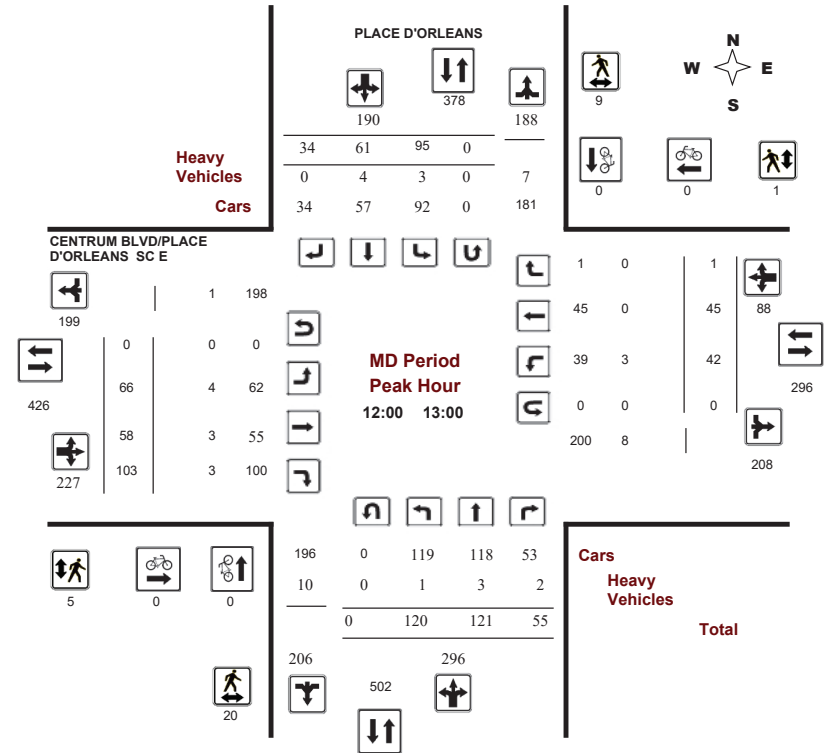 PLACE D'ORLEANS
N
W E
S
378
9
190
188
34 61 95 0
Heavy
Vehicles
0 4 3 0 7
0 0 1
Cars
34 57 92 0 181
CENTRUM BLVD/PLACE
D'ORLEANS SC E
1 198
1 0 1
199
45 0 45 88
0 0 0
MD Period
Peak Hour
12:00 13:00
39 3 42
66 4 62
296
426
0 0 0
58 3 55
200 8
103 3 100
208
227
196 0 119 118 53
Cars
10 0 1 3 2
Heavy
Vehicles
5 0 0
0 120 121 55
Total
206 296
502
20